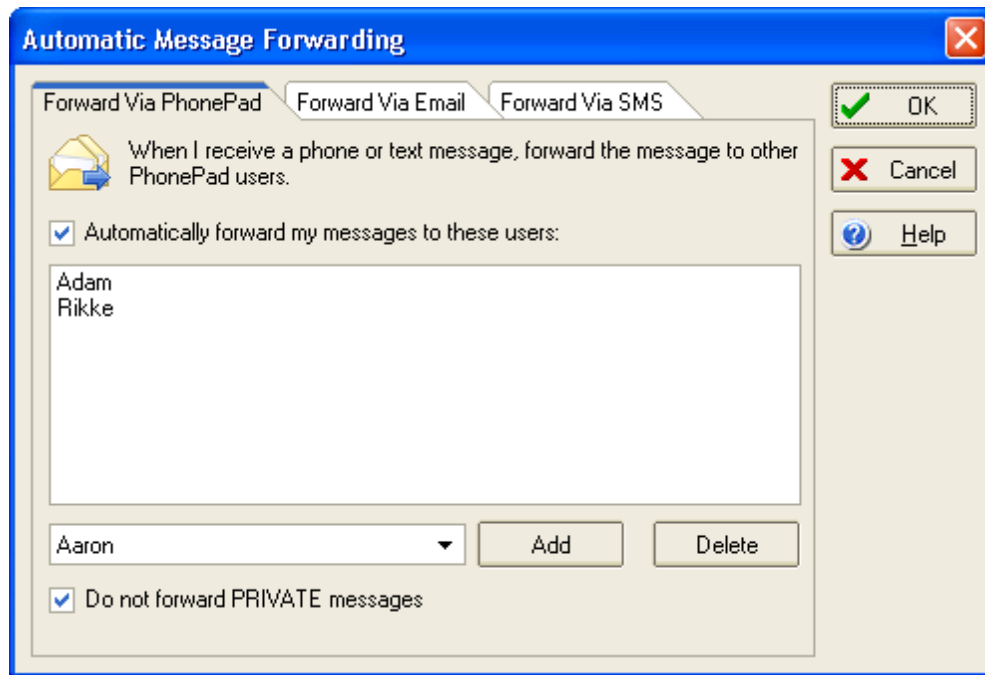 Automatic Message Forwarding
Forward Via PhonePad
Forward Via Email
Forward Via SMS
When I receive a phone or text message, forward the message to other
PhonePad users.
Automatically forward my messages to these users:
Adam
Rikke
Aaron
Add
Delete
Do not forward PRIVATE messages
OK
Cancel
Help